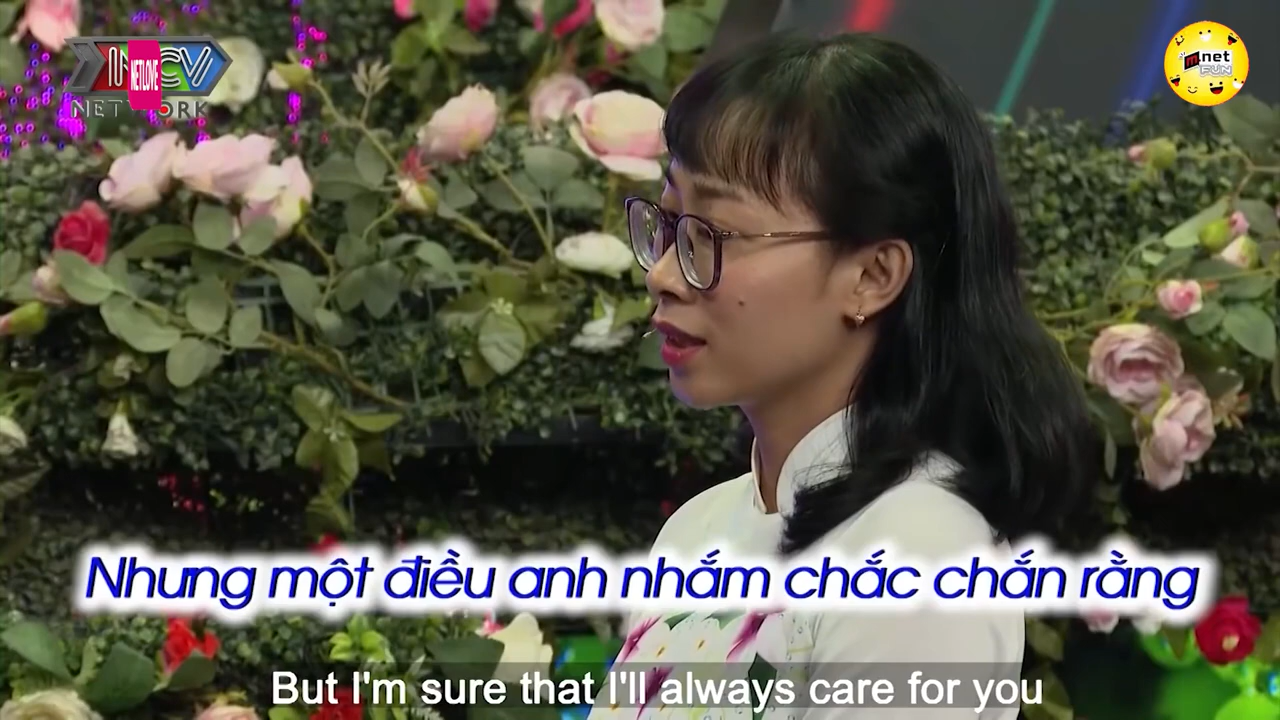 NETLOVE
NETWORK
m.net
FUN
Nhưng một điều anh nhắm chắc chắn rằng
But I'm sure that I'll always care for you